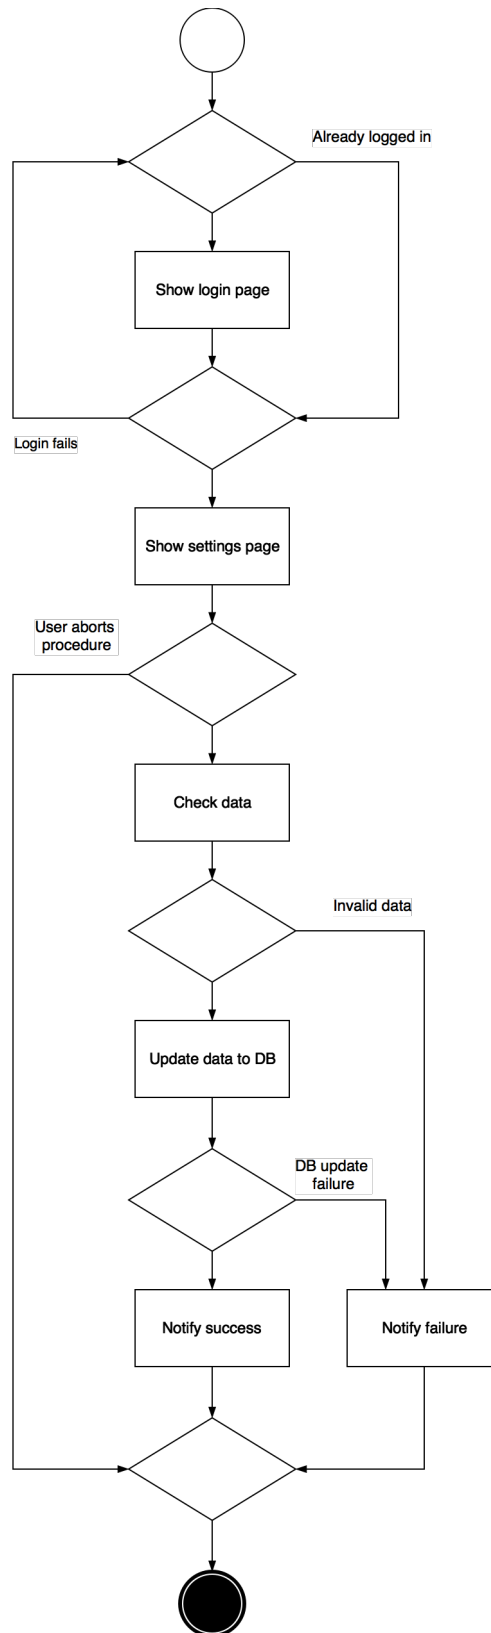 Already logged in
Show login page
Login fails
Show settings page
User aborts
procedure
Check data
Invalid data
Update data to DB
DB update
failure
Notify success
Notify failure